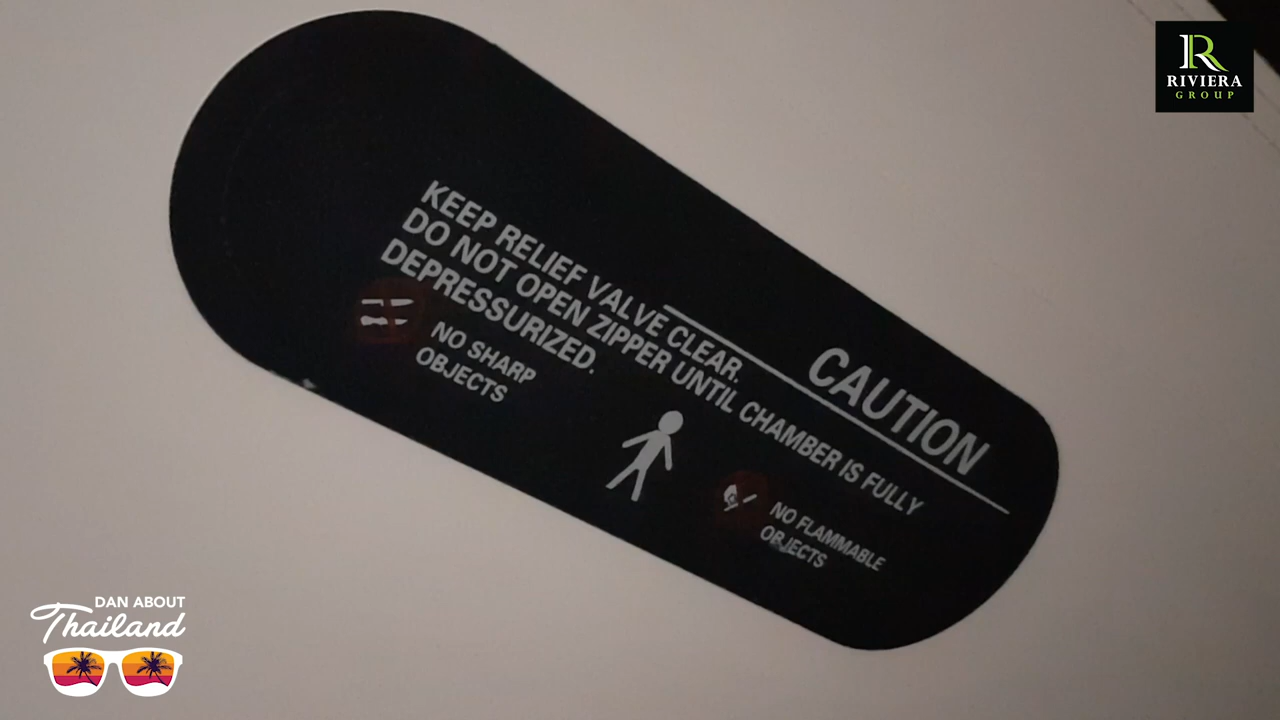 CAUTION
KEEP RELIEF VALVE CLEAR.
DO NOT OPEN ZIPPER UNTIL CHAMBER IS FULLY
DEPRESSURIZED.
NO SHARP
OBJECTS
NO FLAMMABLE
OBJECTS
R
RIVIERA
GROUP
DAN ABOUT
Thailand